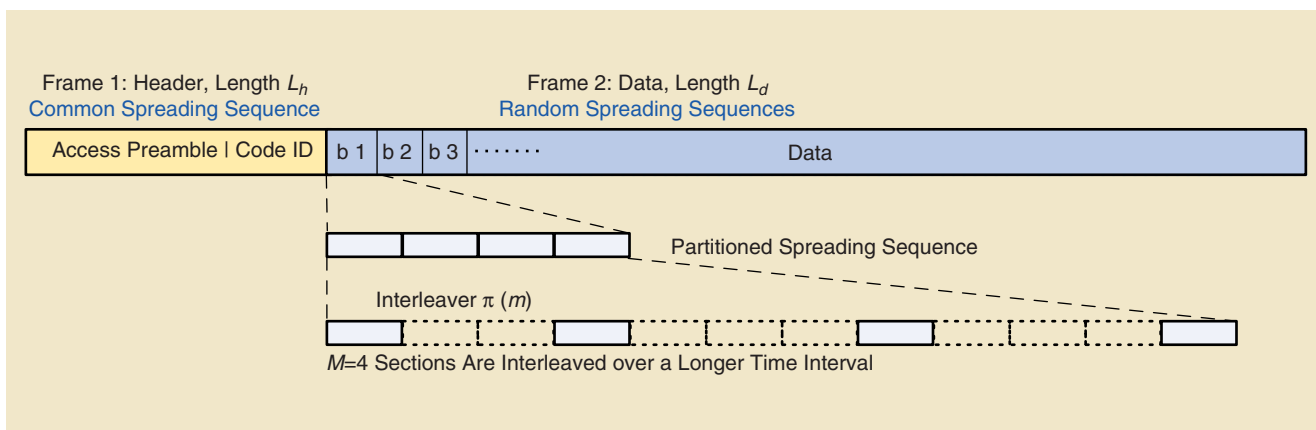 Frame 1: Header, Length L_h
Common Spreading Sequence
Frame 2: Data, Length L_d
Random Spreading Sequences
Access Preamble | Code ID
b 1
b 2
b 3
.......
Data
Partitioned Spreading Sequence
Interleaver π (m)
M=4 Sections Are Interleaved over a Longer Time Interval